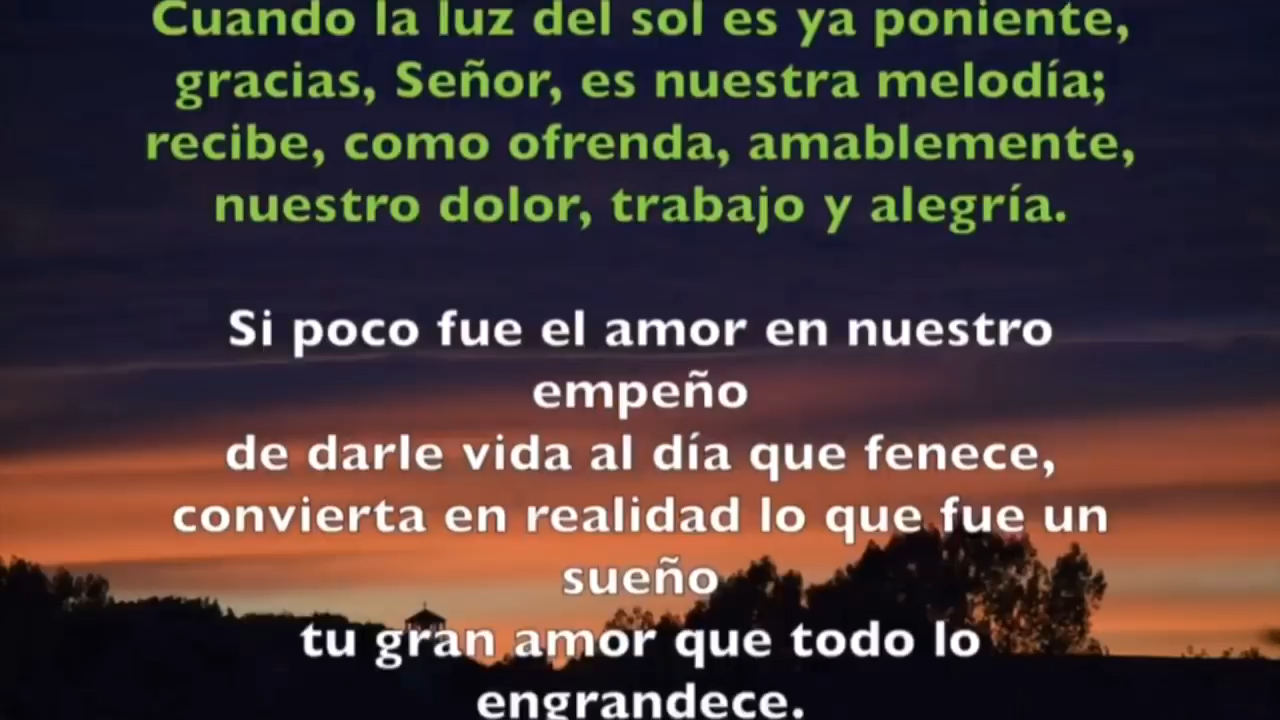 Cuando la luz del sol es ya poniente,
gracias, Señor, es nuestra melodía;
recibe, como ofrenda, amablemente,
nuestro dolor, trabajo y alegría.
Si poco fue el amor en nuestro
empeño
de darle vida al día que fenece,
convierta en realidad lo que fue un
sueño
tu gran amor que todo lo
engrandece.